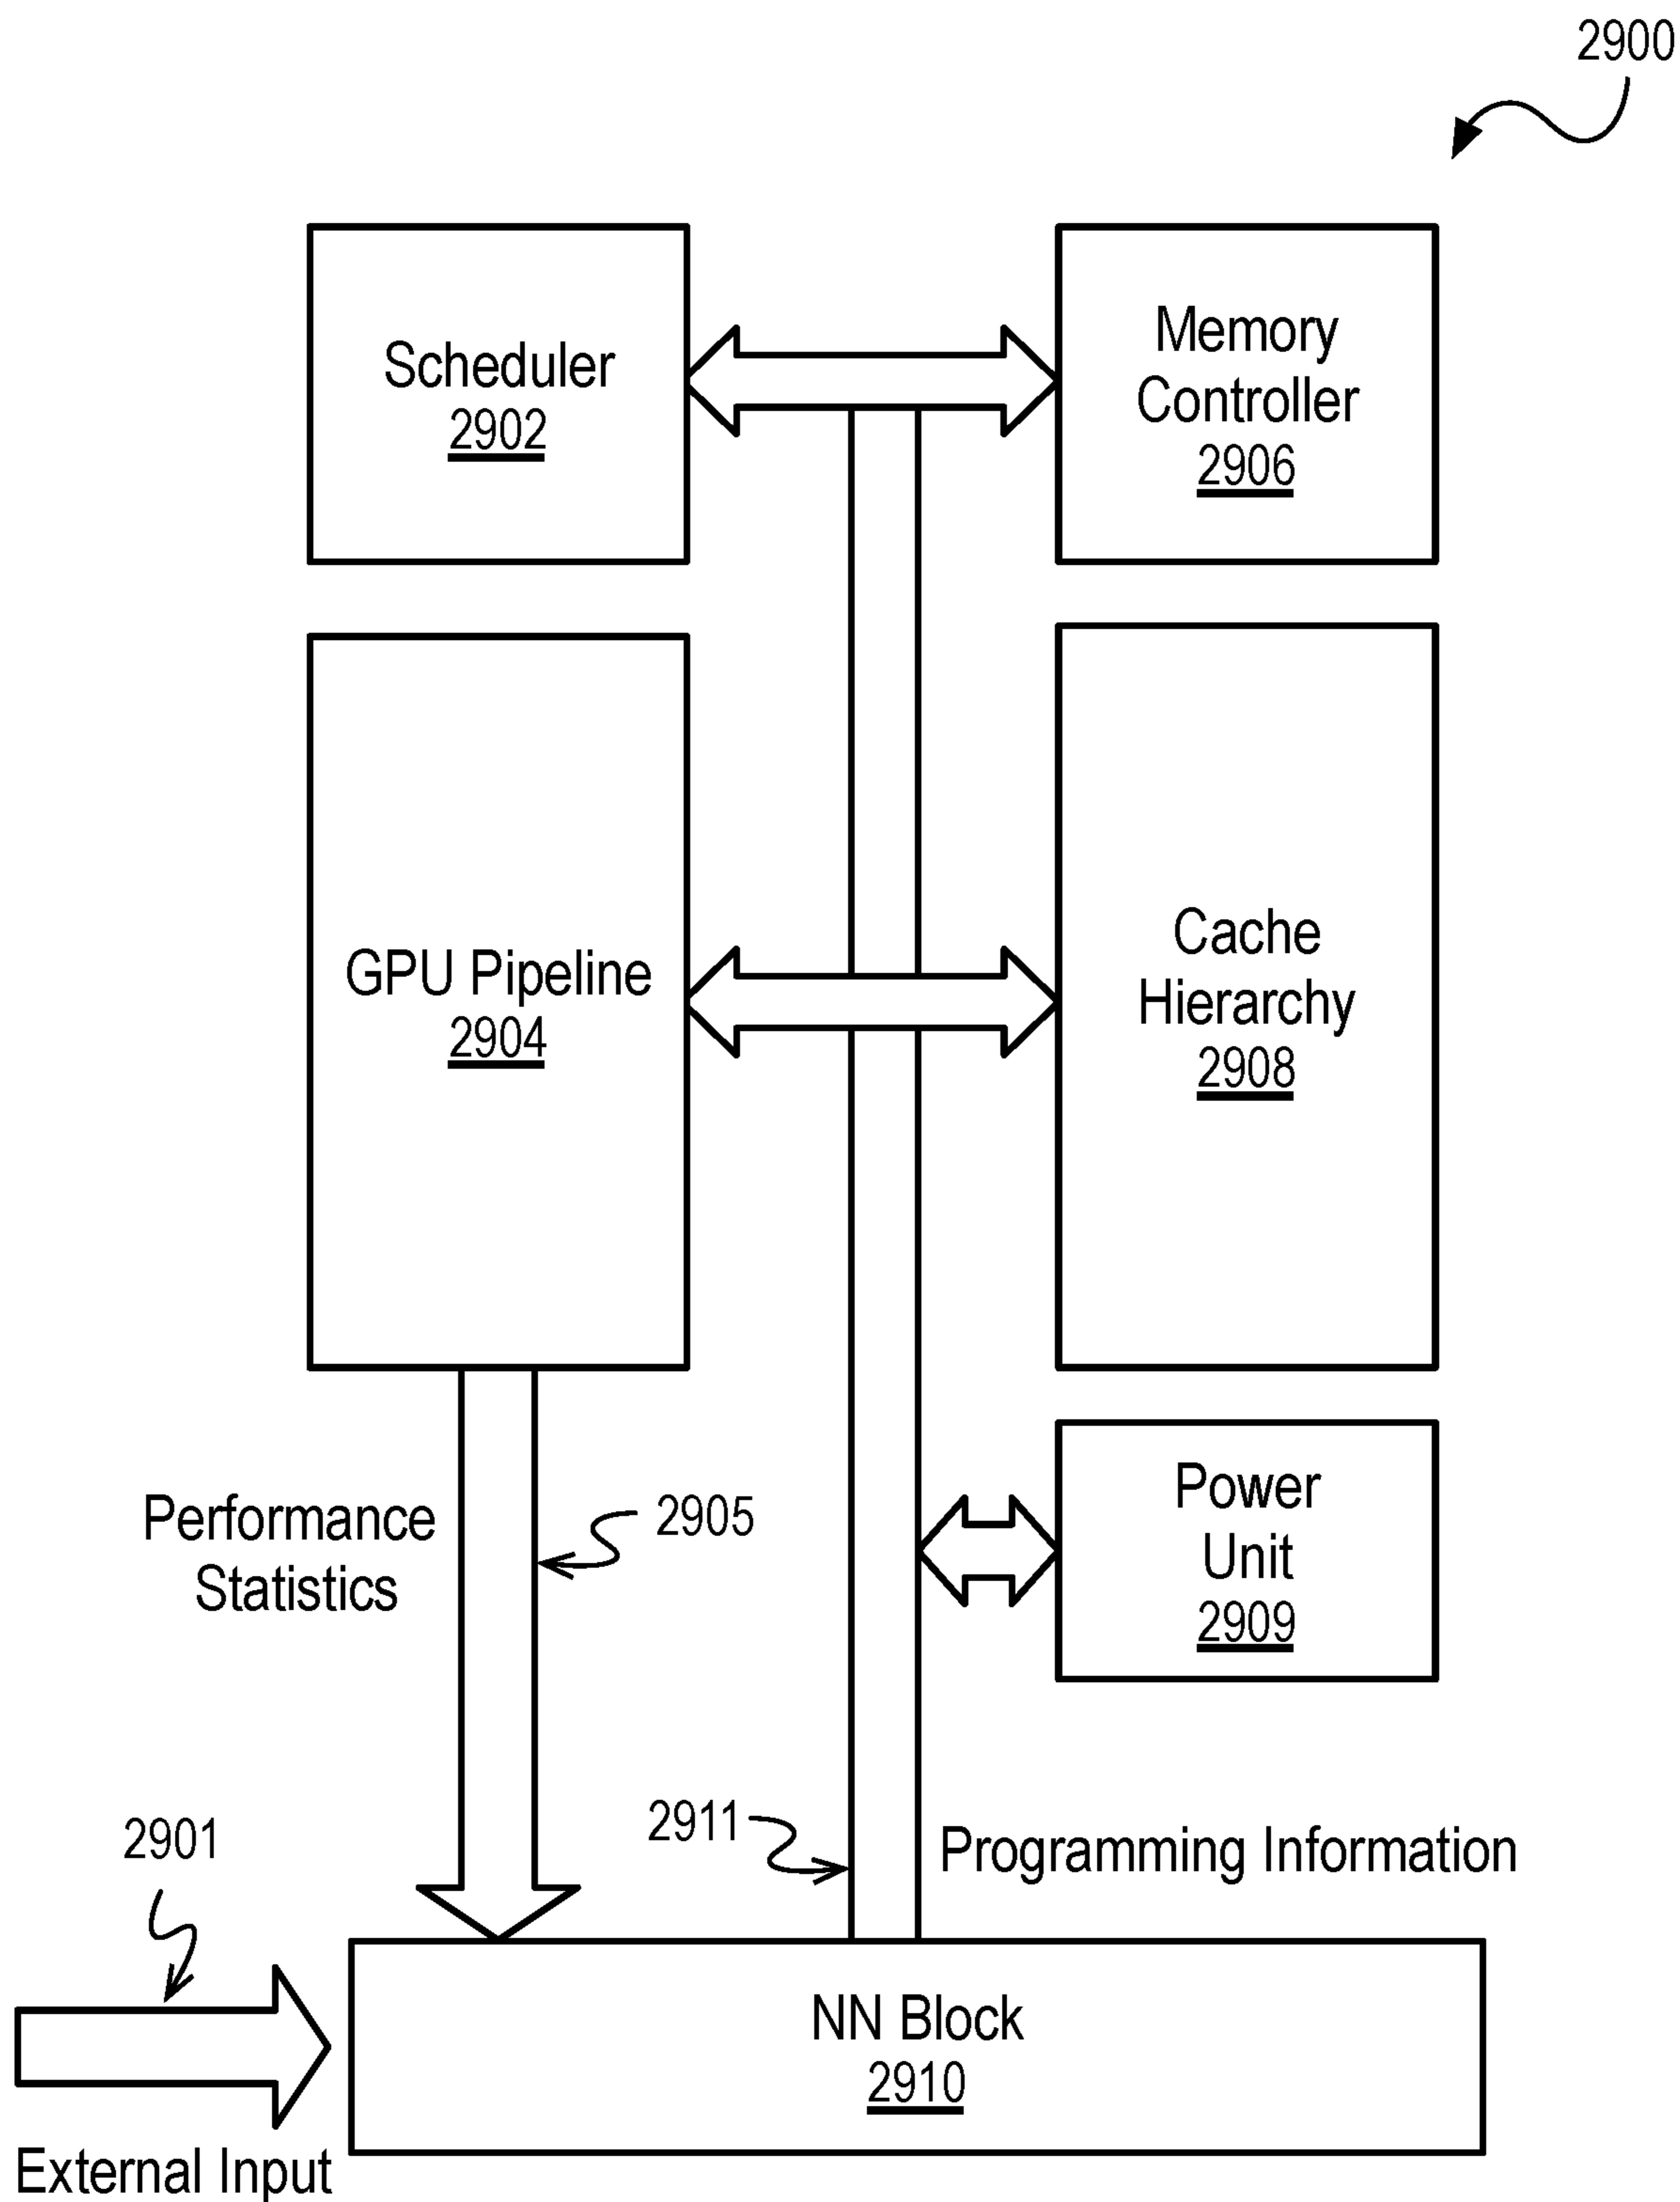 2900
Scheduler
2902
Memory
Controller
2906
GPU Pipeline
2904
Cache
Hierarchy
2908
Performance
Statistics
2905
Power
Unit
2909
2901
2911
Programming Information
NN Block
2910
External Input